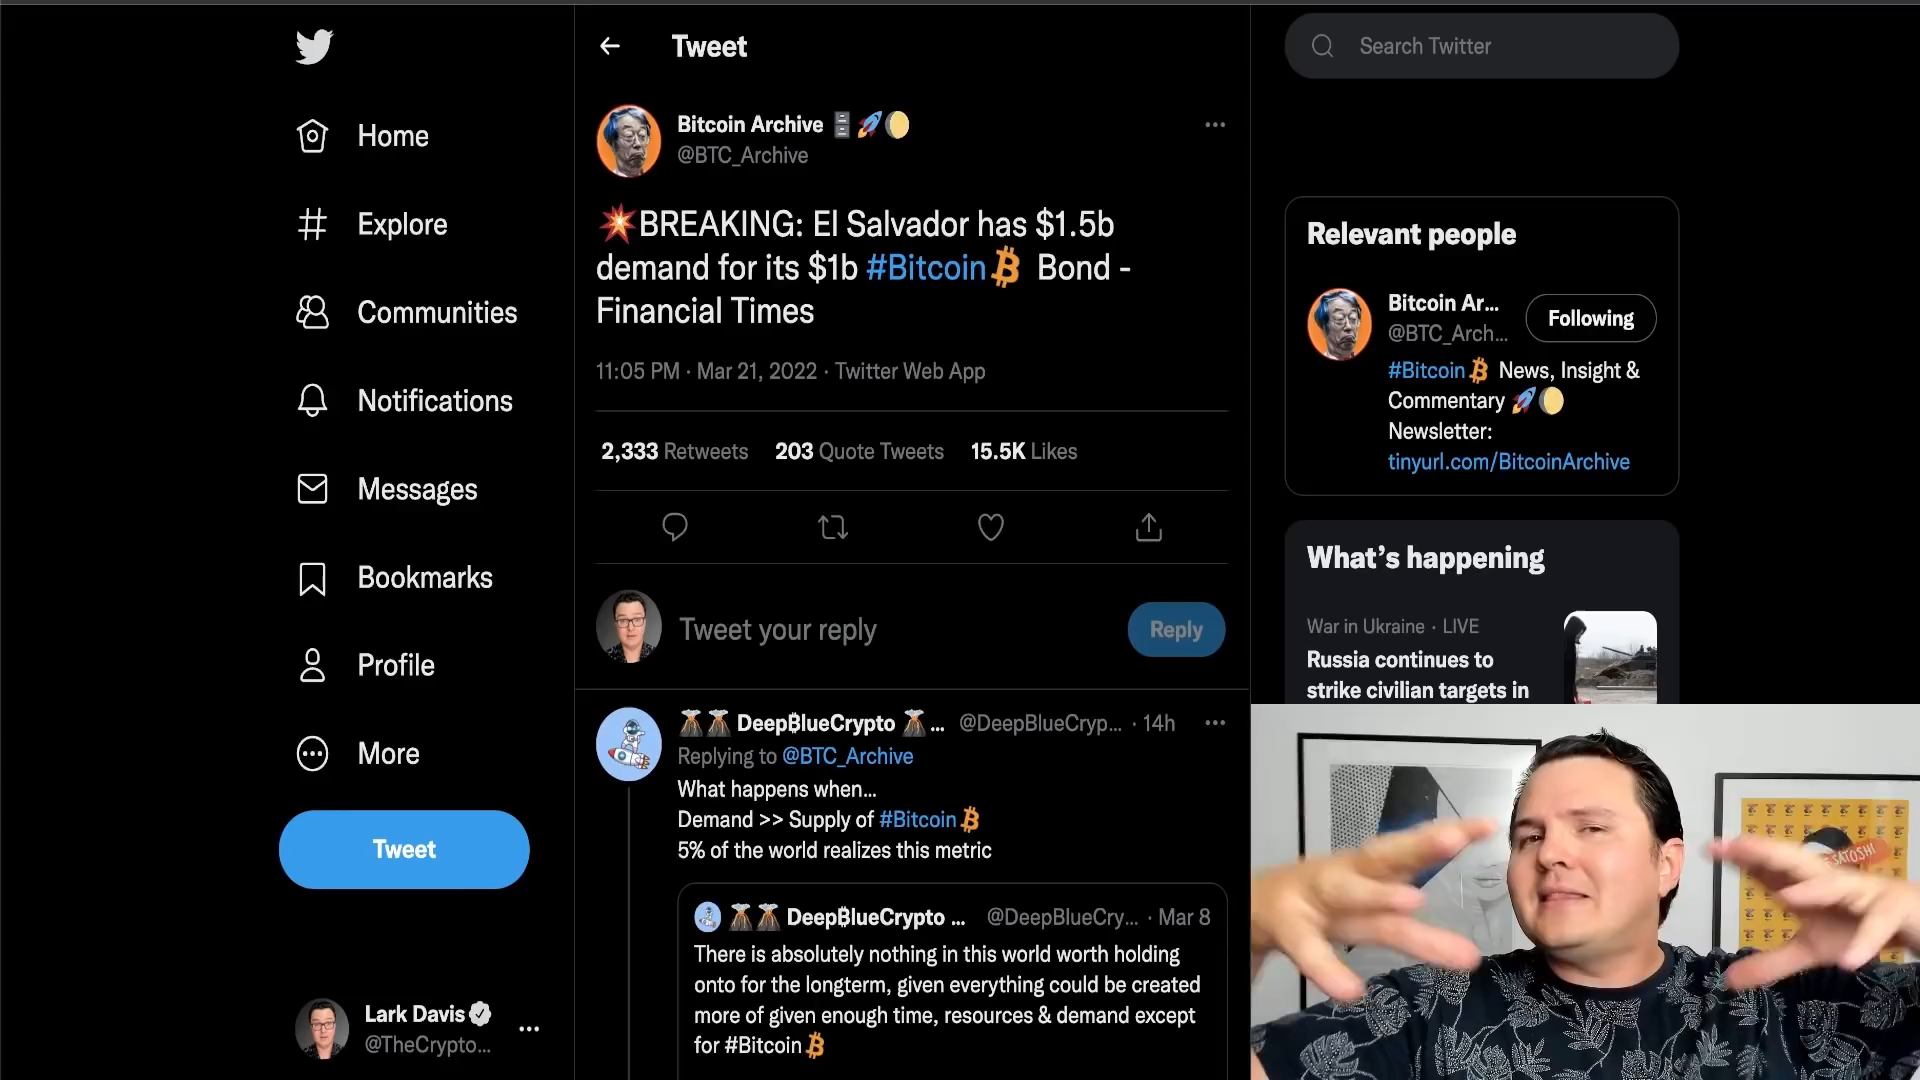 Home
Explore
Communities
Notifications
Messages
Bookmarks
Profile
More
Tweet
Lark Davis
@TheCrypto...
Tweet
Bitcoin Archive
@BTC_Archive
BREAKING: El Salvador has $1.5b
demand for its $1b #Bitcoin Bond -
Financial Times
11:05 PM · Mar 21, 2022 · Twitter Web App
2,333 Retweets 203 Quote Tweets 15.5K Likes
Tweet your reply
Reply
DeepɃlueCrypto ... @DeepBlueCryp... · 14h
Replying to @BTC_Archive
What happens when...
Demand >> Supply of #Bitcoin
5% of the world realizes this metric
DeepɃlueCrypto ... @DeepBlueCry... · Mar 8
There is absolutely nothing in this world worth holding
onto for the longterm, given everything could be created
more of given enough time, resources & demand except
for #Bitcoin
Search Twitter
Relevant people
Bitcoin Ar...
@BTC_Arch...
Following
#Bitcoin News, Insight &
Commentary
Newsletter:
tinyurl.com/BitcoinArchive
What's happening
War in Ukraine · LIVE
Russia continues to
strike civilian targets in
SATOSHI